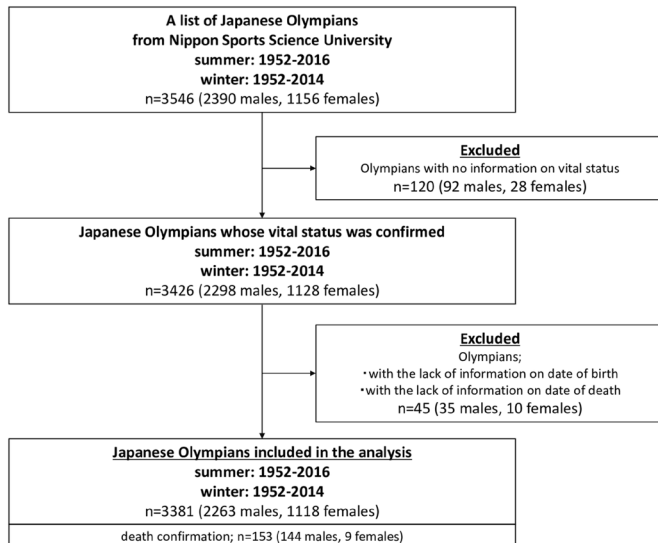 A list of Japanese Olympians
from Nippon Sports Science University
summer: 1952-2016
winter: 1952-2014
n=3546 (2390 males, 1156 females)
Excluded
Olympians with no information on vital status
n=120 (92 males, 28 females)
Japanese Olympians whose vital status was confirmed
summer: 1952-2016
winter: 1952-2014
n=3426 (2298 males, 1128 females)
Excluded
Olympians;
・with the lack of information on date of birth
・with the lack of information on date of death
n=45 (35 males, 10 females)
Japanese Olympians included in the analysis
summer: 1952-2016
winter: 1952-2014
n=3381 (2263 males, 1118 females)
death confirmation; n=153 (144 males, 9 females)